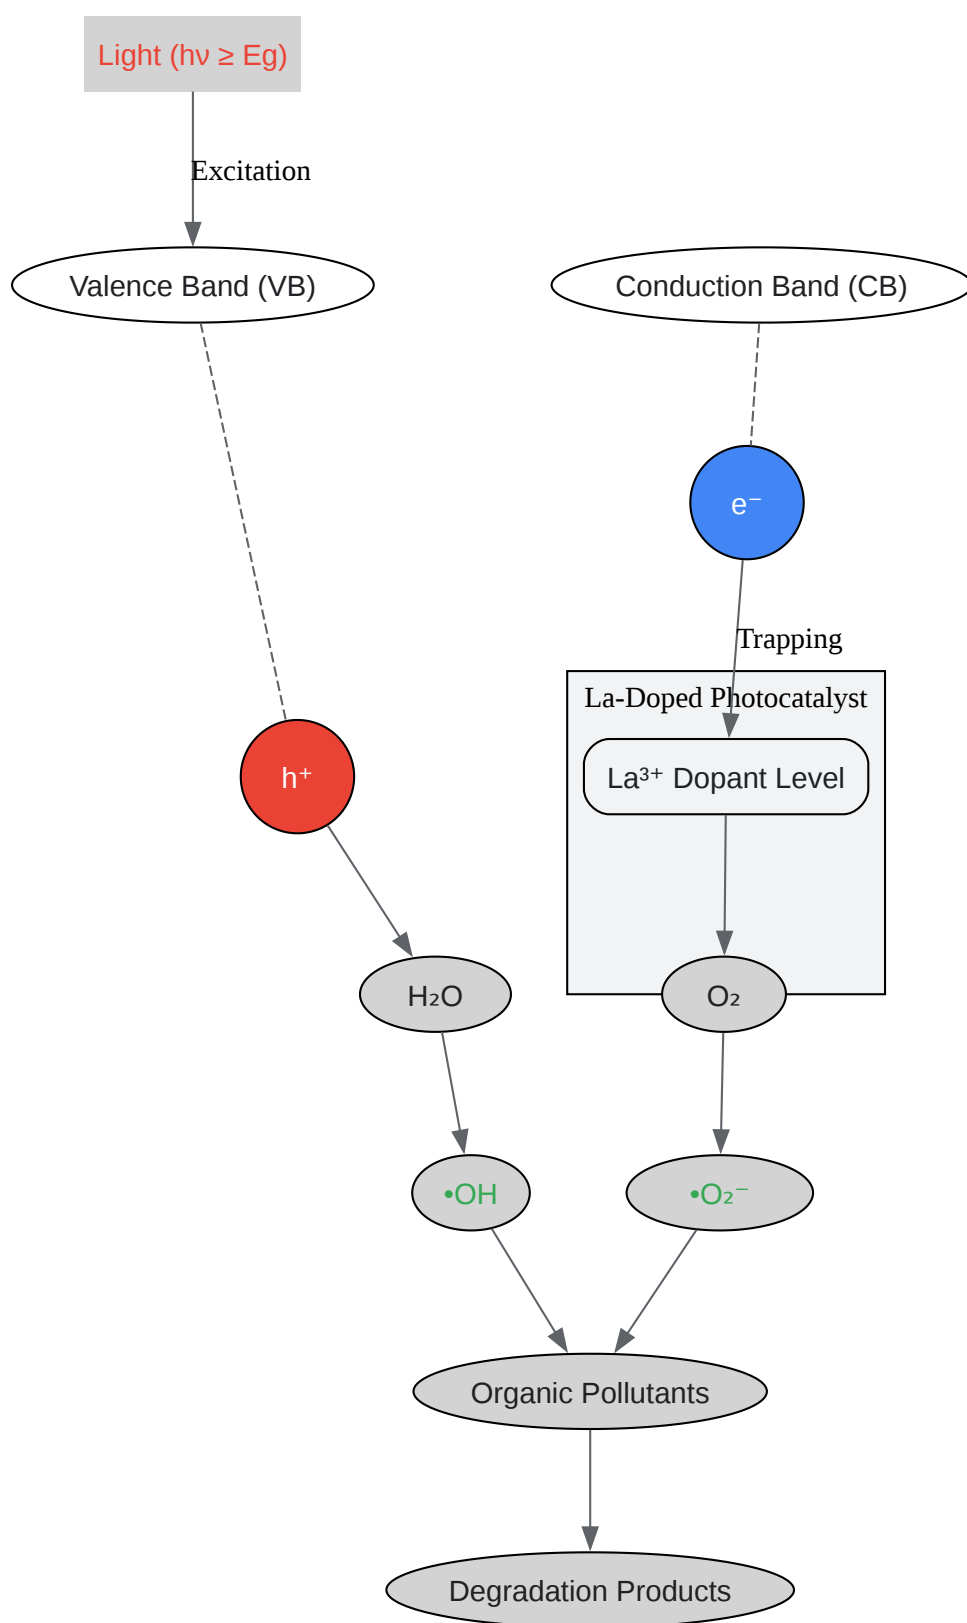 Light (hν ≥ Eg)
Excitation
Valence Band (VB)
Conduction Band (CB)
e⁻
Trapping
La-Doped Photocatalyst
La³⁺ Dopant Level
h⁺
H₂O
O₂
•OH
•O₂⁻
Organic Pollutants
Degradation Products